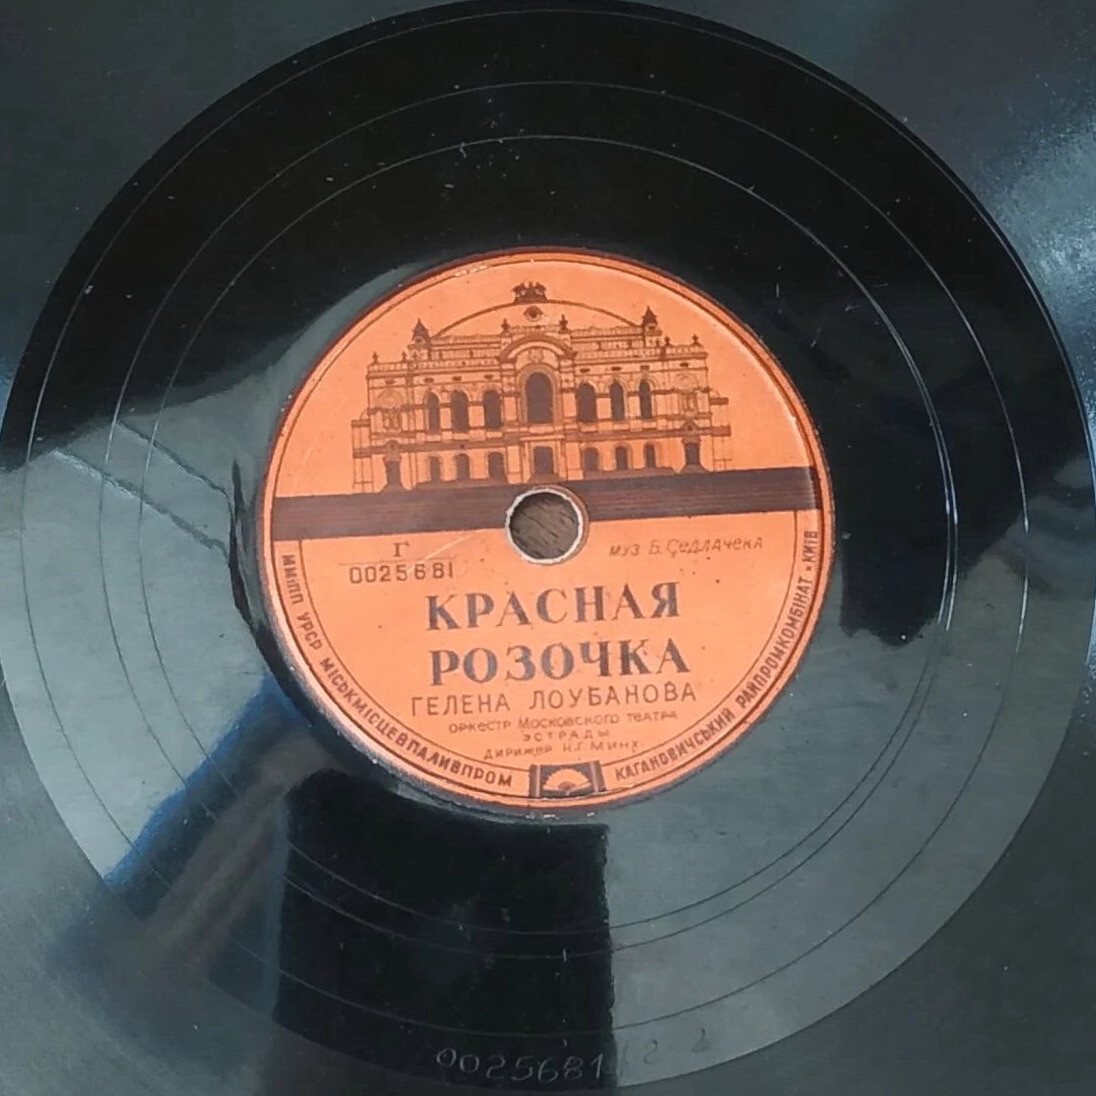 Г
0025681
муз Б. Седлачека
КРАСНАЯ
РОЗОЧКА
ГЕЛЕНА ЛОУБАНОВА
оркестр Московского театра
эстрады
дирижер Н.Г. Минх
ММПП УРСР МІСЬКМІСЦЕВПАЛИВПРОМ
КАГАНОВИЧСЬКИЙ РАЙПРОМКОМБІНАТ КИЇВ
0025681